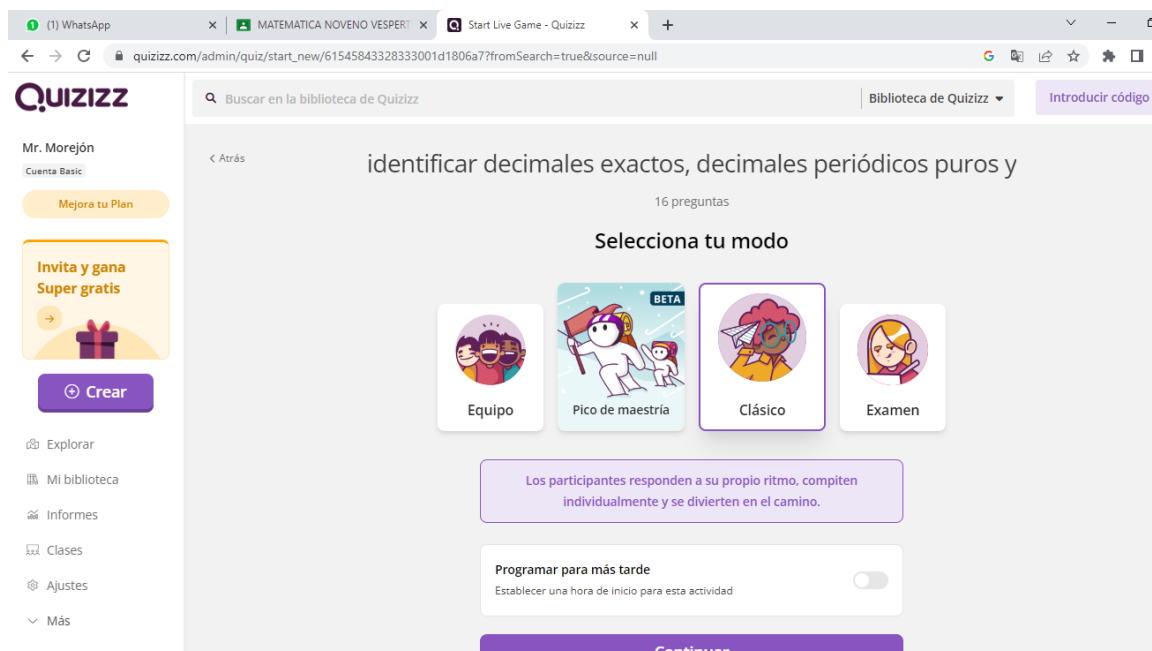 (1) WhatsApp
MATEMATICA NOVENO VESPERT
Start Live Game - Quizizz
quizizz.com/admin/quiz/start_new/61545843328333001d1806a7?fromSearch=true&source=null
QUIZIZZ
Buscar en la biblioteca de Quizizz
Biblioteca de Quizizz
Introducir código
Mr. Morejón
Cuenta Basic
Mejora tu Plan
Invita y gana
Super gratis
Crear
Explorar
Mi biblioteca
Informes
Clases
Ajustes
Más
Atrás
identificar decimales exactos, decimales periódicos puros y
16 preguntas
Selecciona tu modo
Equipo
BETA
Pico de maestría
Clásico
Examen
Los participantes responden a su propio ritmo, compiten
individualmente y se divierten en el camino.
Programar para más tarde
Establecer una hora de inicio para esta actividad
Continuar